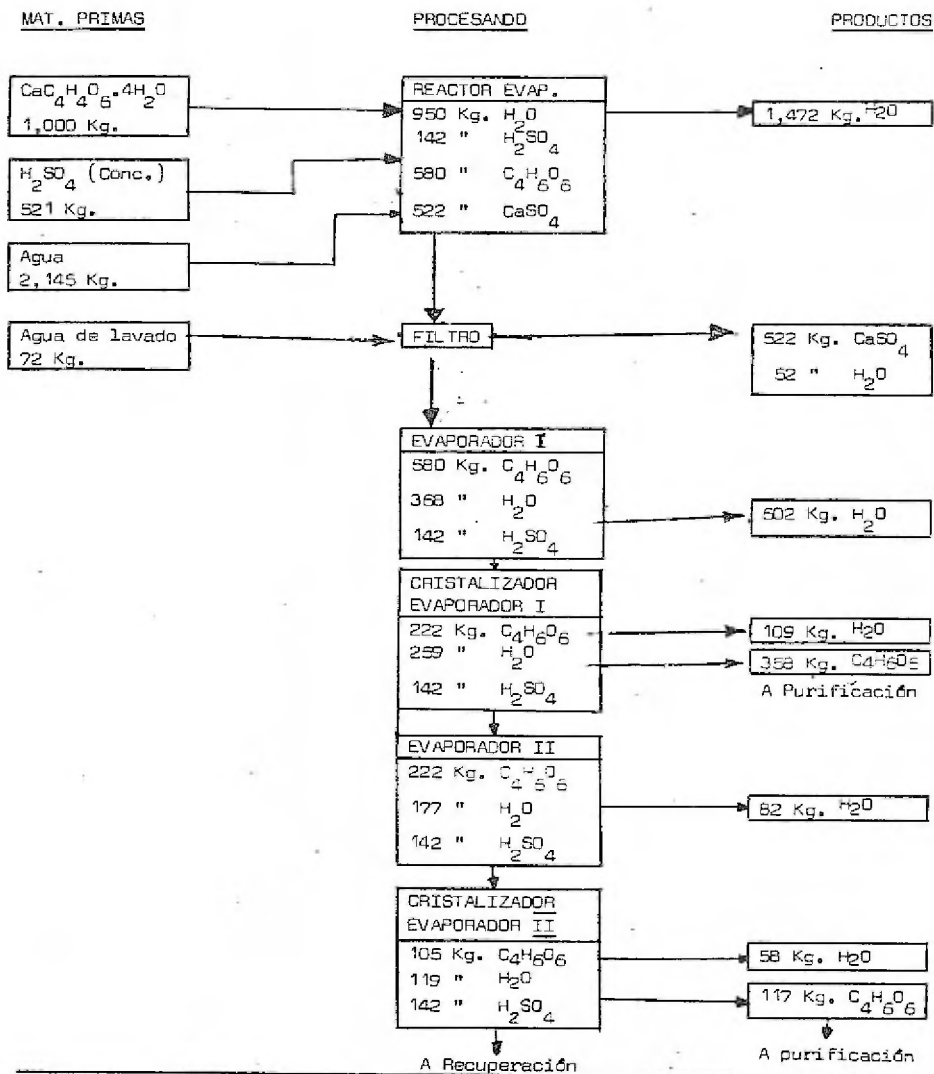 MAT. PRIMAS
PROCESANDO
PRODUCTOS
CaC4H4O6.4H2O
1,000 Kg.
H2SO4 (Conc.)
521 Kg.
Agua
2,145 Kg.
Agua de lavado
72 Kg.
REACTOR EVAP.
950 Kg. H2O
142 " H2SO4
580 " C4H6O6
522 " CaSO4
1,472 Kg. H2O
FILTRO
522 Kg. CaSO4
52 " H2O
EVAPORADOR I
580 Kg. C4H6O6
368 " H2O
142 " H2SO4
602 Kg. H2O
CRISTALIZADOR
EVAPORADOR I
222 Kg. C4H6O6
259 " H2O
142 " H2SO4
109 Kg. H2O
358 Kg. C4H6O6
A Purificación
EVAPORADOR II
222 Kg. C4H6O6
177 " H2O
142 " H2SO4
82 Kg. H2O
CRISTALIZADOR
EVAPORADOR II
105 Kg. C4H6O6
119 " H2O
142 " H2SO4
58 Kg. H2O
117 Kg. C4H6O6
A Recuperación
A purificación